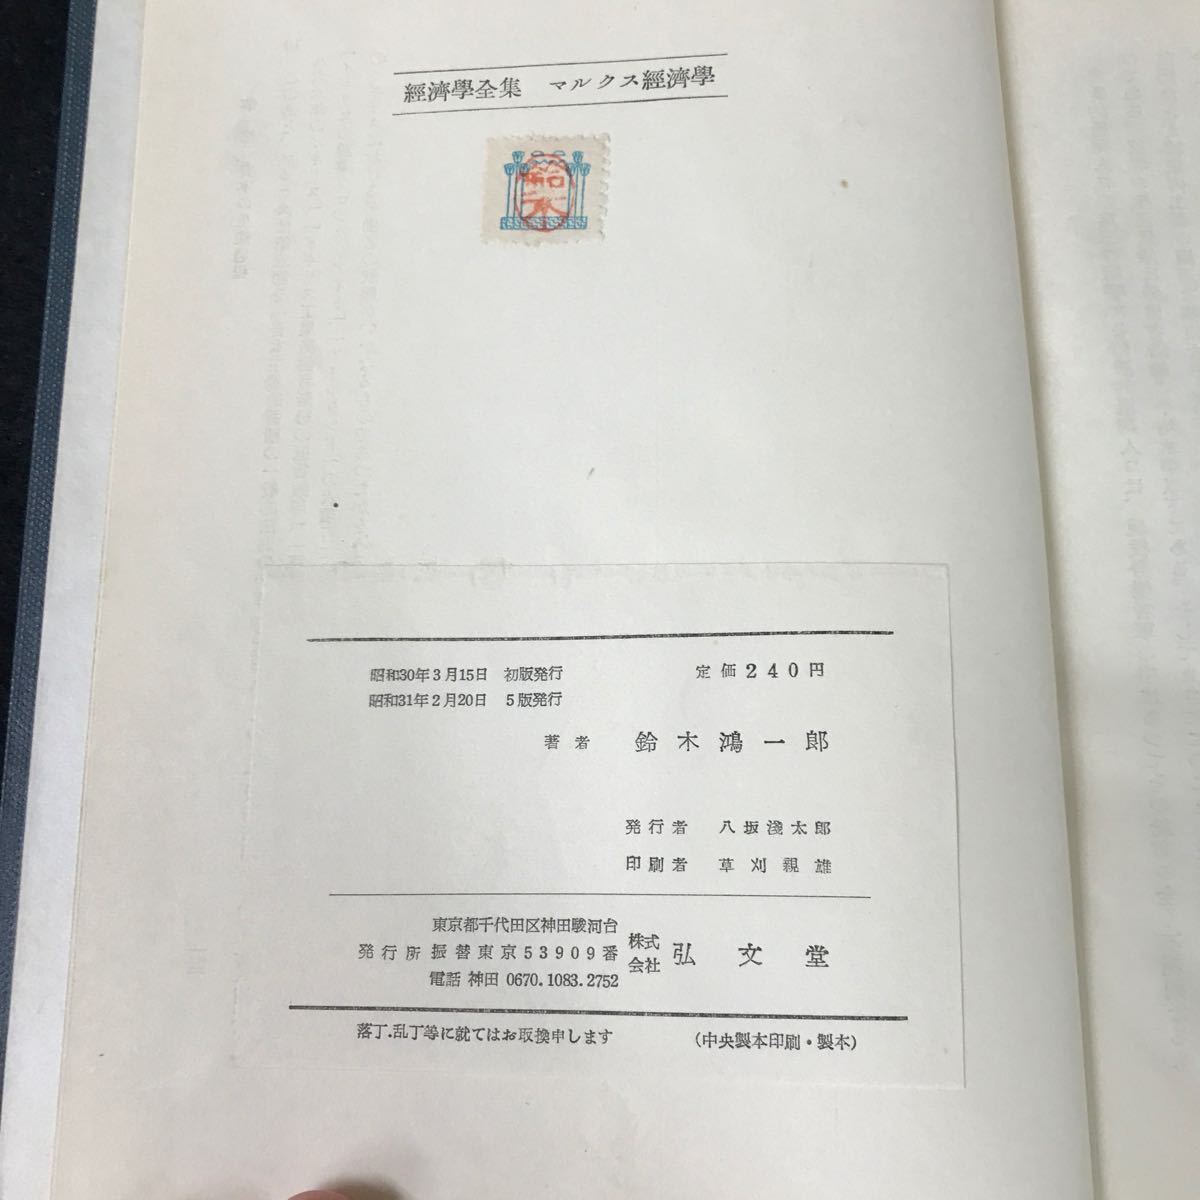 經濟學全集　マルクス經濟學
鈴木
昭和30年3月15日　初版発行
昭和31年2月20日　5版発行
定価240円
著者　鈴木鴻一郎
発行者　八坂淺太郎
印刷者　草刈親雄
東京都千代田区神田駿河台
発行所　振替東京53909番　株式会社　弘文堂
電話 神田 0670.1083.2752
落丁.乱丁等に就てはお取換申します　(中央製本印刷・製本)